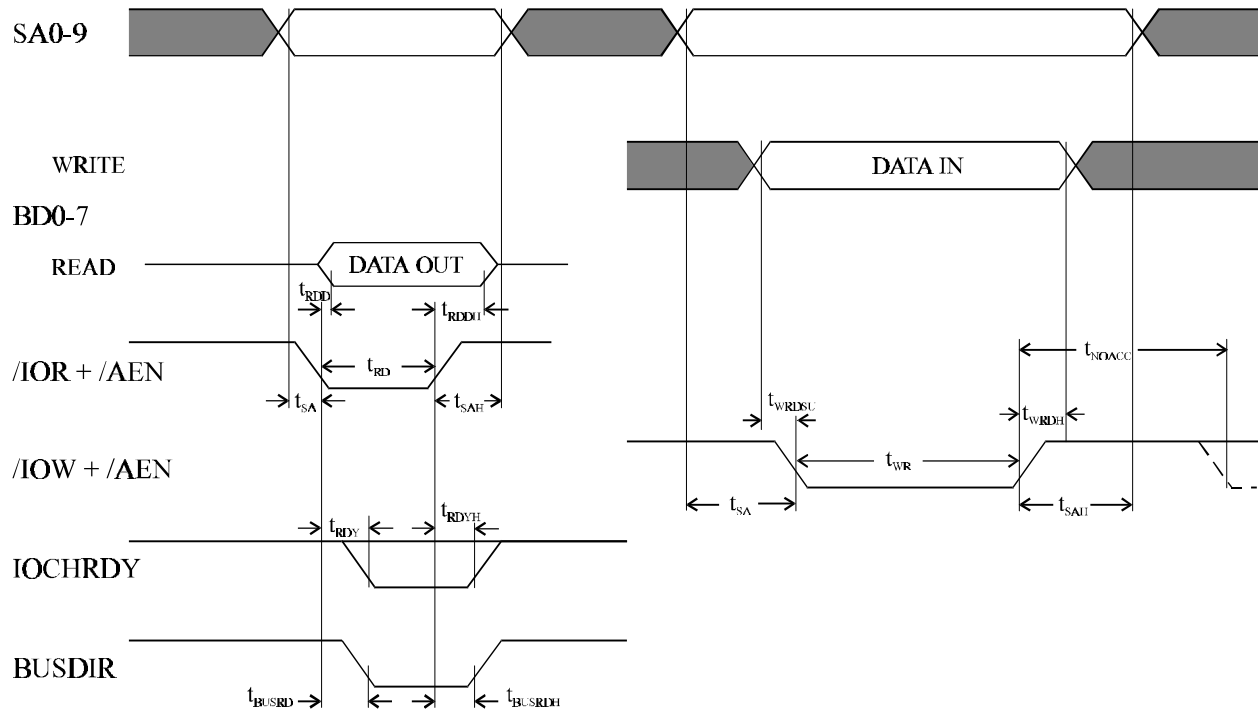 SA0-9
WRITE
DATA IN
BD0-7
READ
DATA OUT
tRDD
tRDDH
/IOR + /AEN
tRD
tNOACC
tSA
tSAH
tWRDSU
tWRDH
/IOW + /AEN
tWR
tSA
tSAH
tRDY
tRDYH
IOCHRDY
BUSDIR
tBUSRD
tBUSRDH